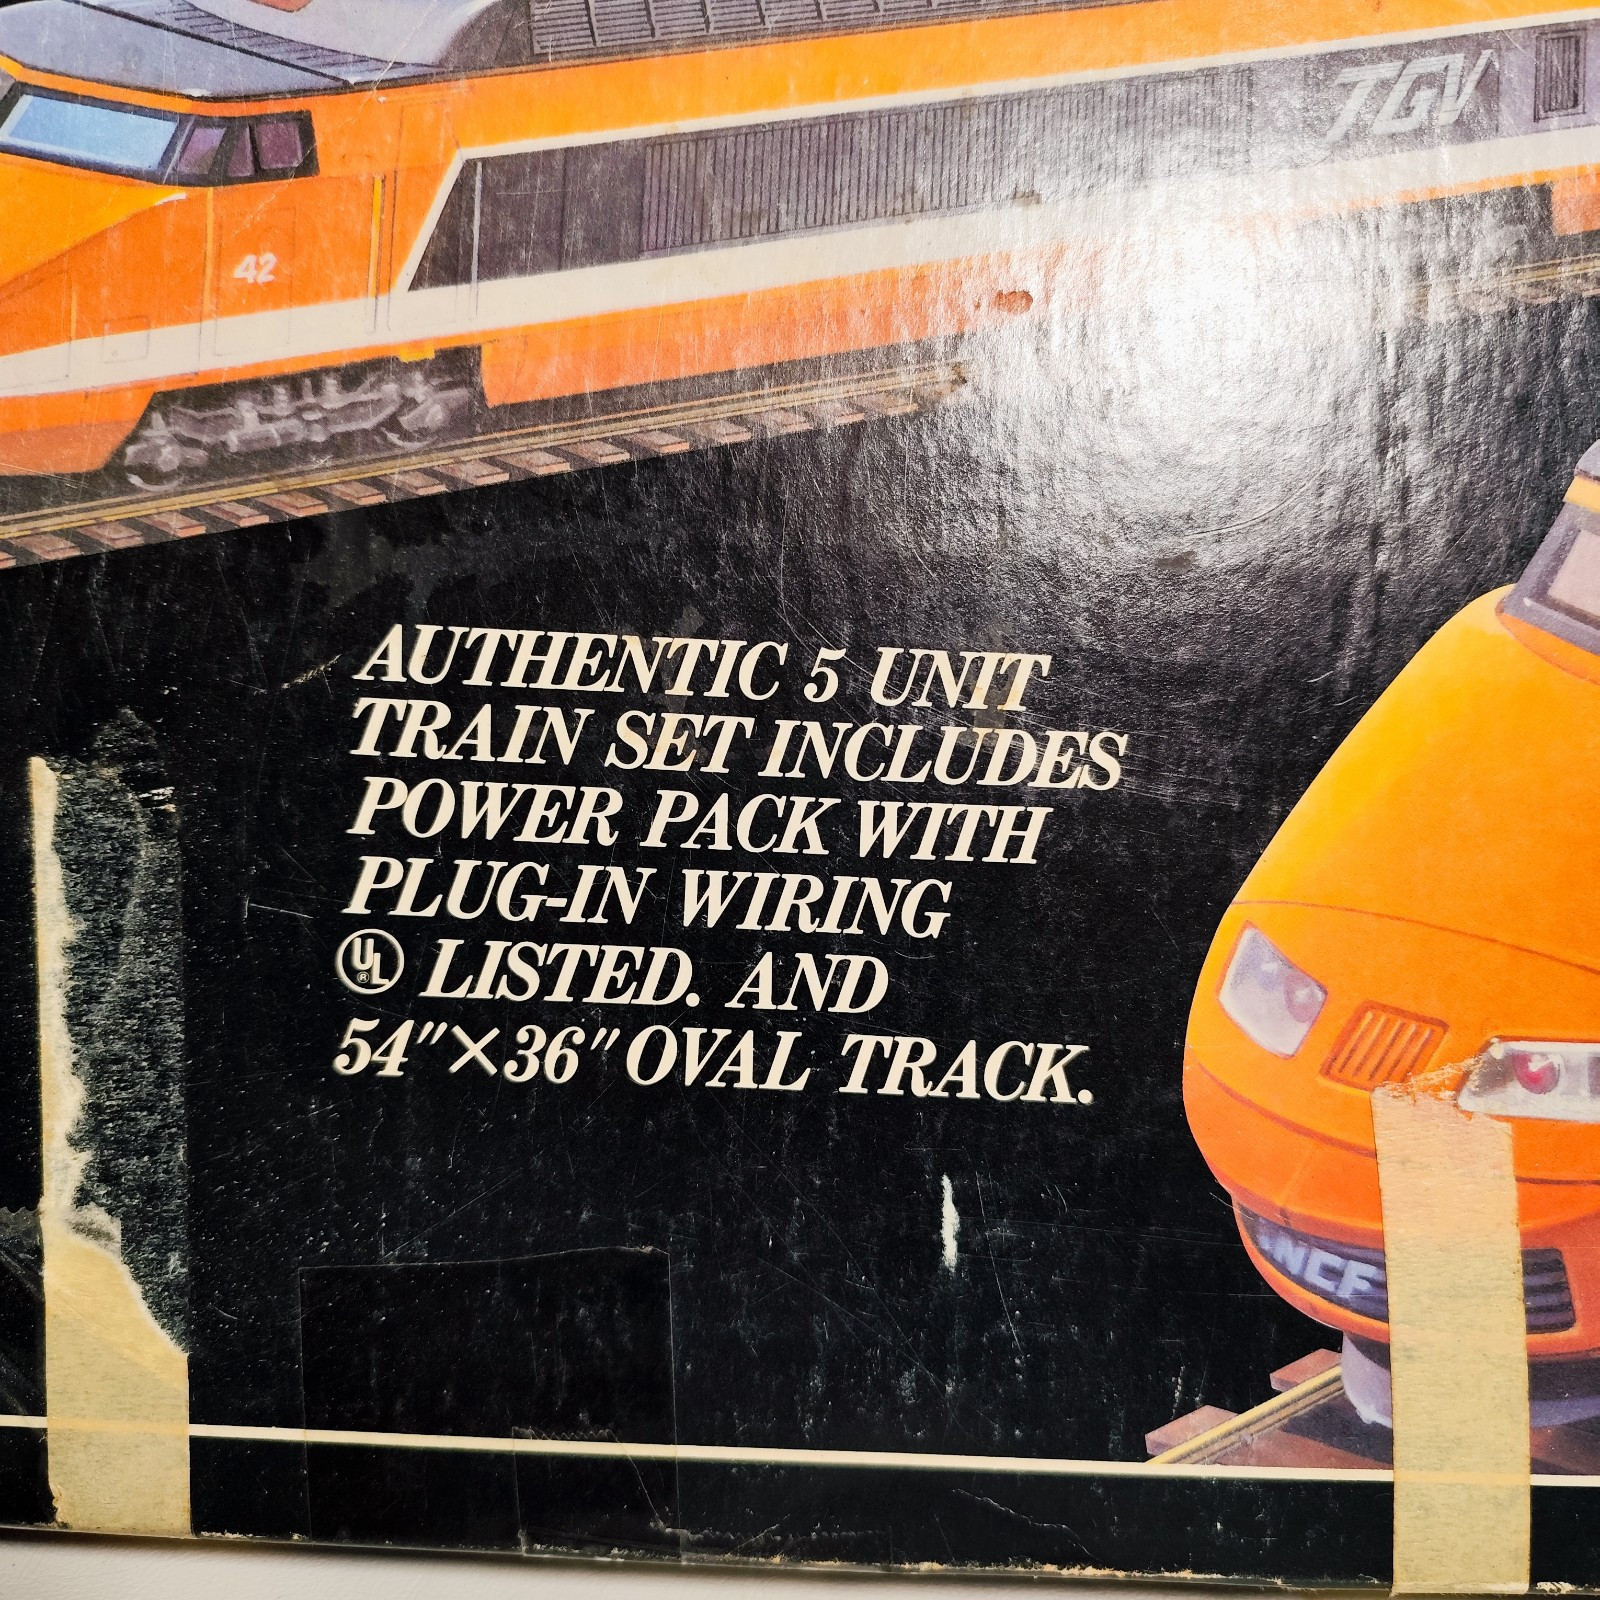 TGV
42
AUTHENTIC 5 UNIT
TRAIN SET INCLUDES
POWER PACK WITH
PLUG-IN WIRING
UL® LISTED. AND
54"×36" OVAL TRACK.